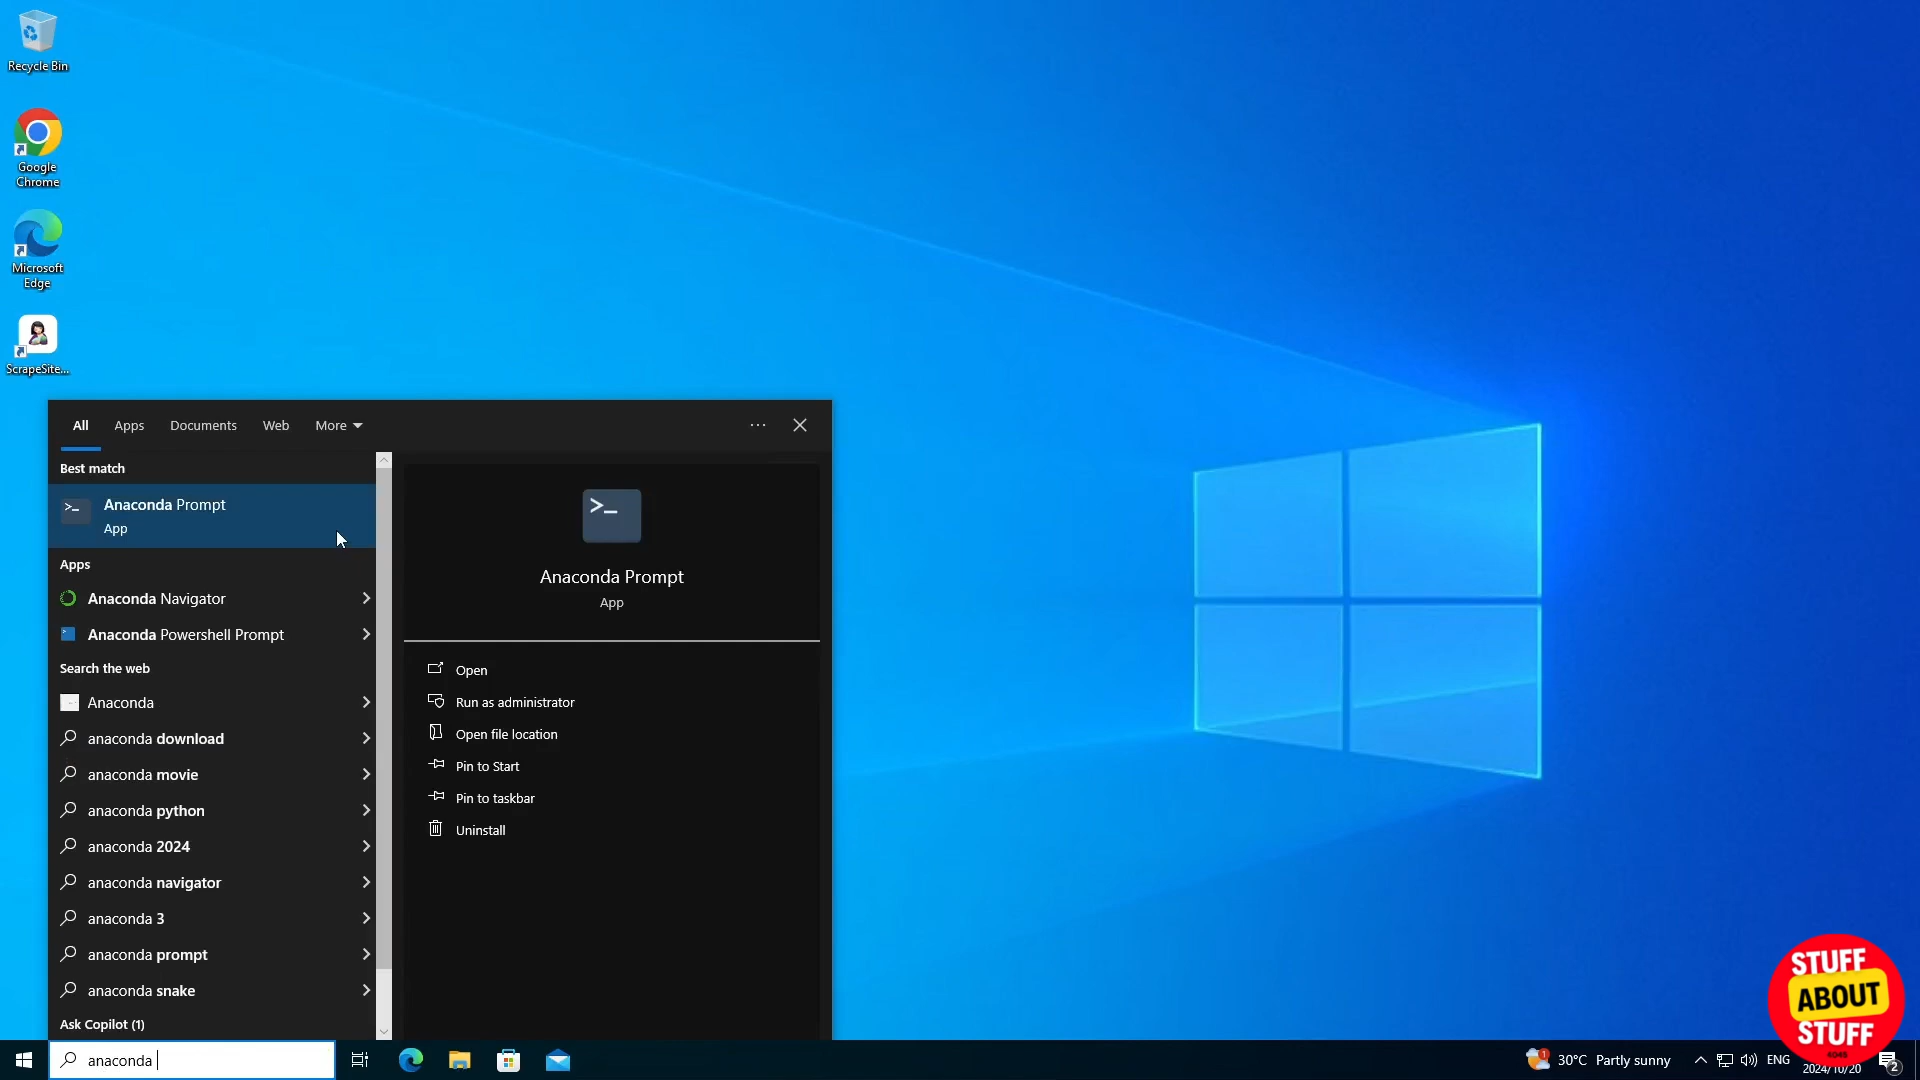 Recycle Bin
Google
Chrome
Microsoft
Edge
ScrapeSite...
All
Apps
Documents
Web
More
Best match
Anaconda Prompt
App
Apps
Anaconda Navigator
Anaconda Powershell Prompt
Search the web
Anaconda
anaconda download
anaconda movie
anaconda python
anaconda 2024
anaconda navigator
anaconda 3
anaconda prompt
anaconda snake
Ask Copilot (1)
Anaconda Prompt
App
Open
Run as administrator
Open file location
Pin to Start
Pin to taskbar
Uninstall
STUFF
ABOUT
STUFF
anaconda
1
30°C Partly sunny
ENG
2024/10/20
2